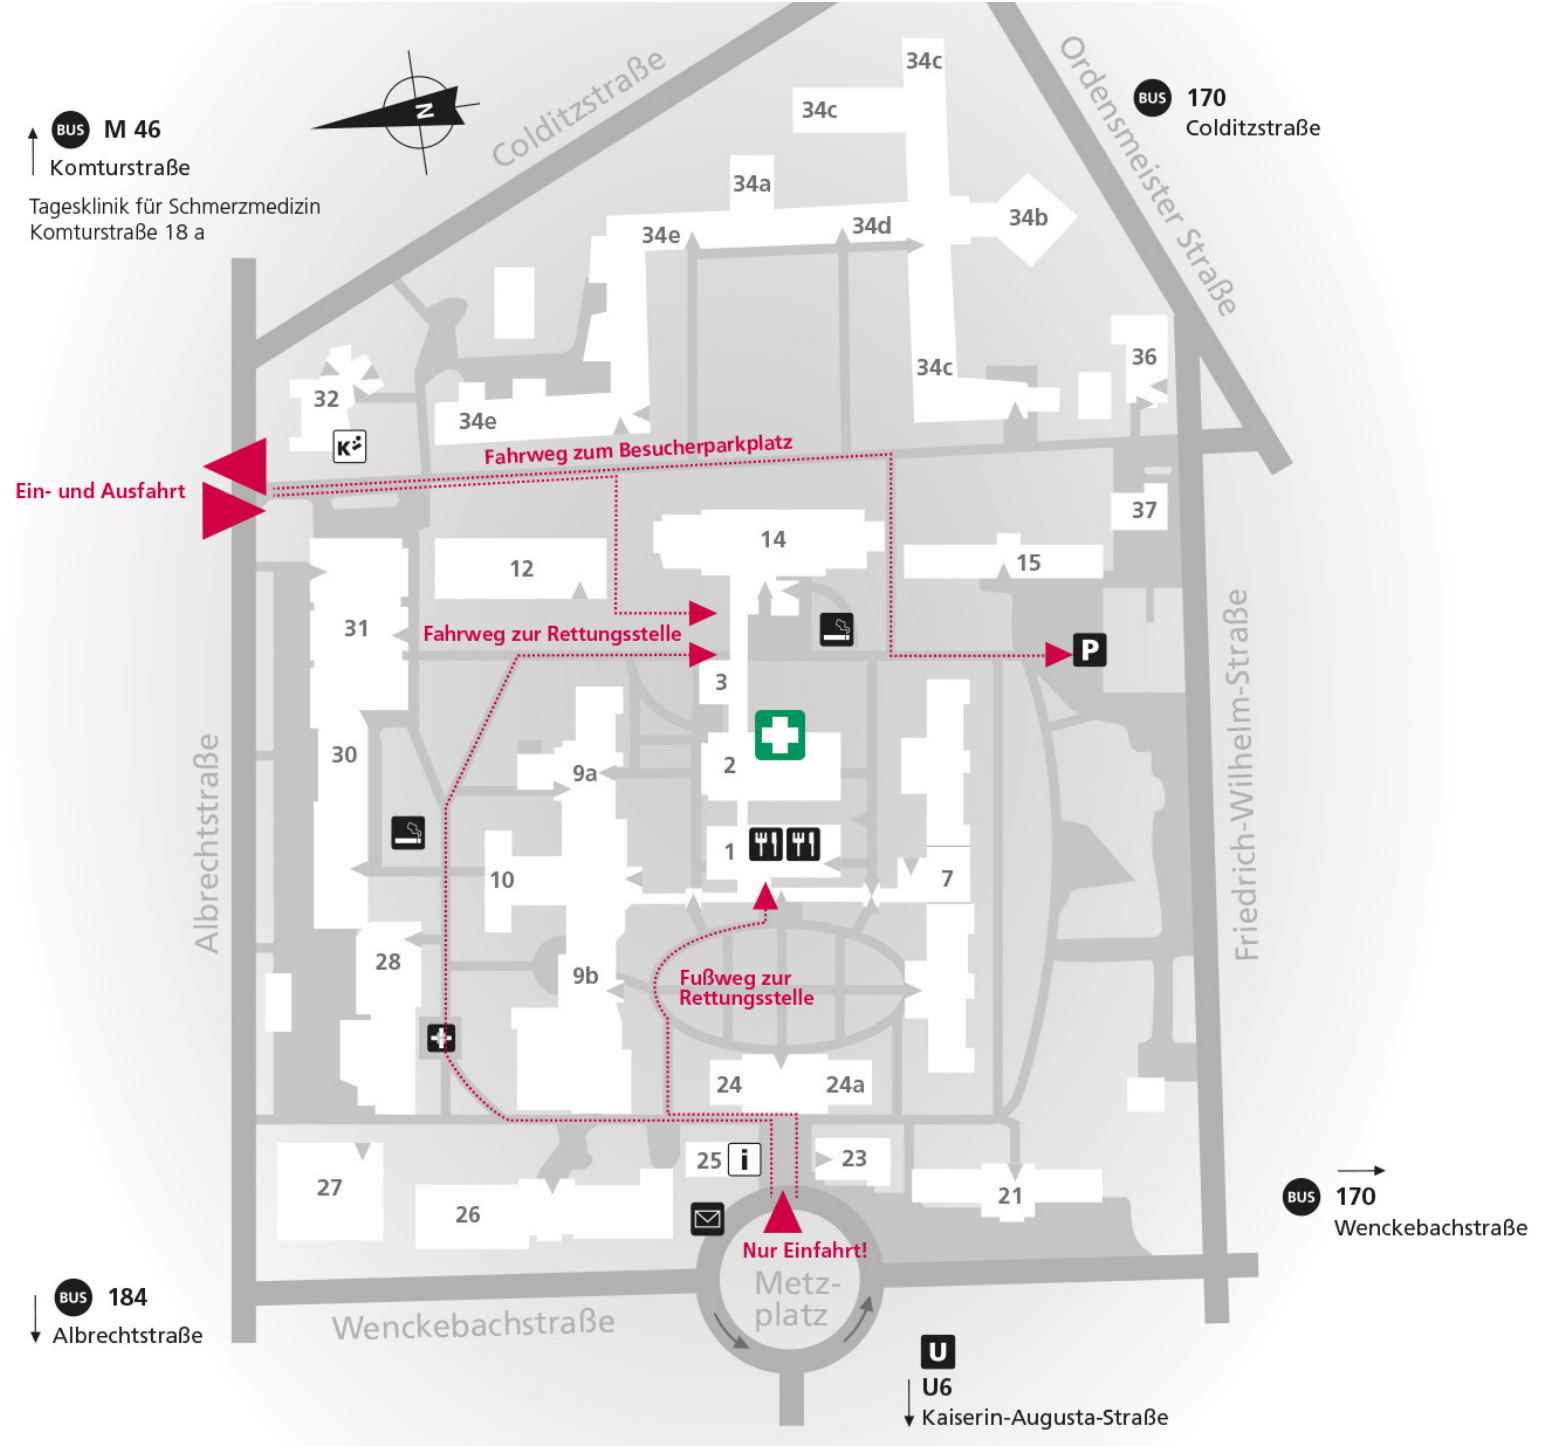 34c
Colditzstraße
Ordensmeister Straße
BUS 170
Colditzstraße
34c
BUS M 46
N
Komturstraße
Tagesklinik für Schmerzmedizin
Komturstraße 18 a
34a
34b
34d
34e
36
34c
32
34e
K
Fahrweg zum Besucherparkplatz
Ein- und Ausfahrt
37
14
15
12
31
Fahrweg zur Rettungsstelle
P
3
30
9a
2
Albrechtstraße
Friedrich-Wilhelm-Straße
1
10
7
28
9b
Fußweg zur
Rettungsstelle
24
24a
25
i
23
27
26
21
BUS 170
Wenckebachstraße
Nur Einfahrt!
Metz-
platz
BUS 184
Albrechtstraße
Wenckebachstraße
U
U6
Kaiserin-Augusta-Straße